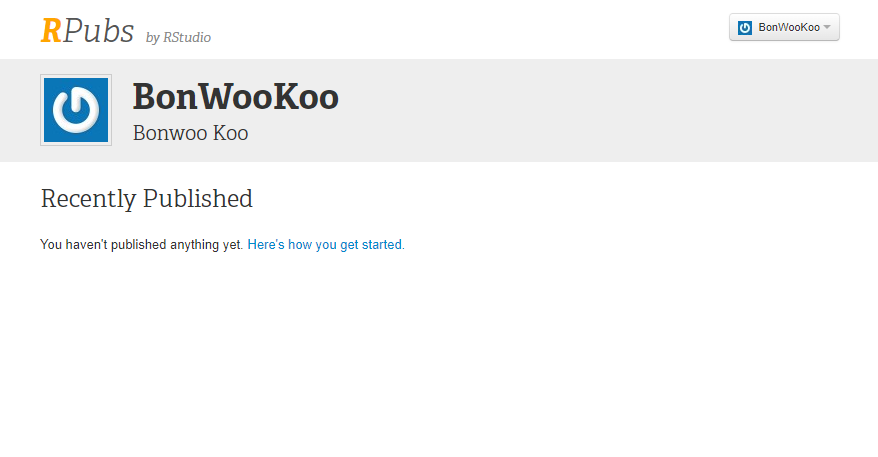 RPubs by RStudio
BonWooKoo
BonWooKoo
Bonwoo Koo
Recently Published
You haven't published anything yet. Here's how you get started.